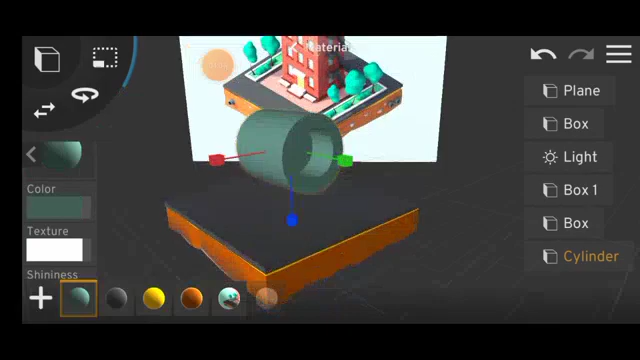 Material
Plane
Box
Light
Box 1
Box
Cylinder
Color
Texture
Shininess